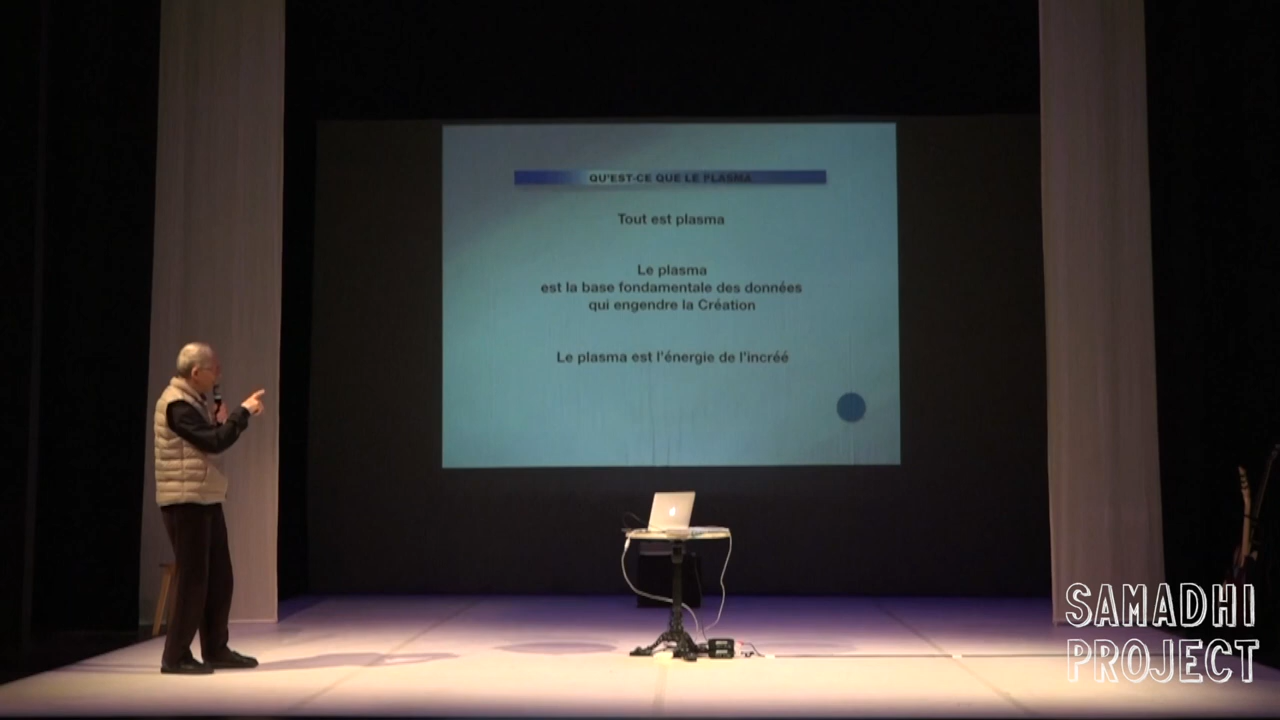 QU'EST-CE QUE LE PLASMA
Tout est plasma
Le plasma
est la base fondamentale des données
qui engendre la Création
Le plasma est l'énergie de l'incréé
SAMADHI
PROJECT